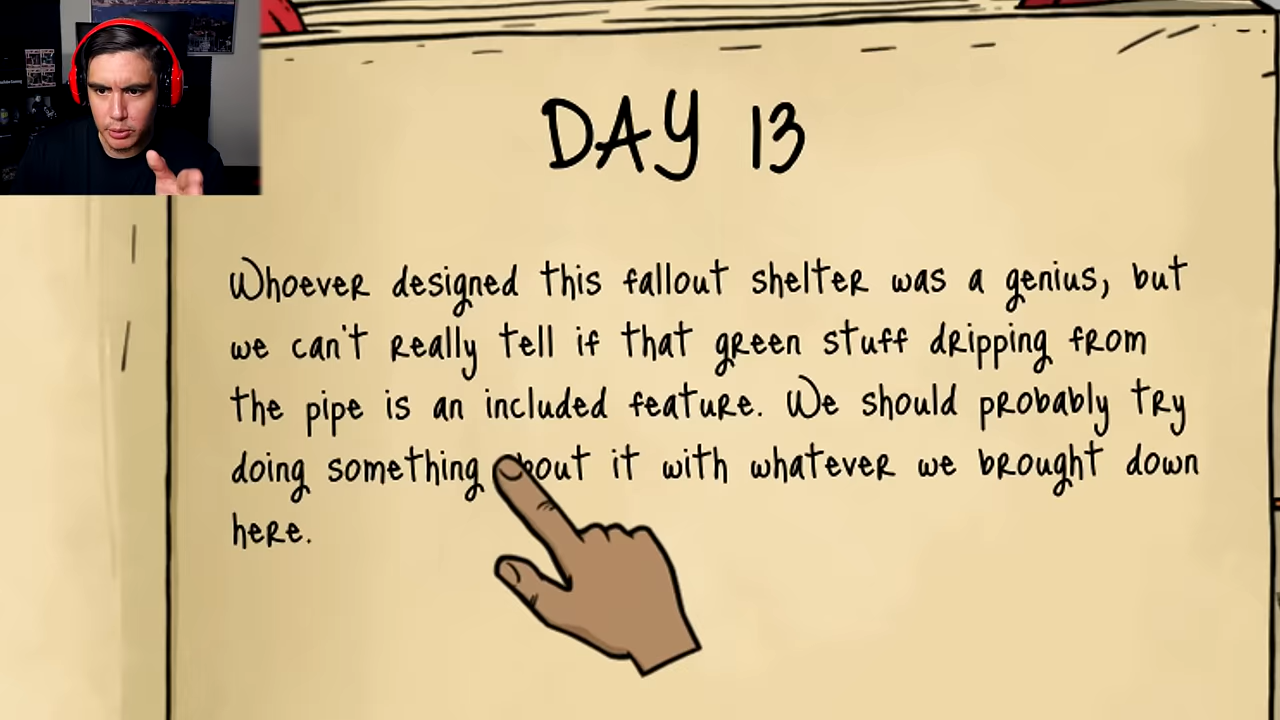 DAY 13
Whoever designed this fallout shelter was a genius, but
we can't really tell if that green stuff dripping from
the pipe is an included feature. We should probably try
doing something about it with whatever we brought down
here.